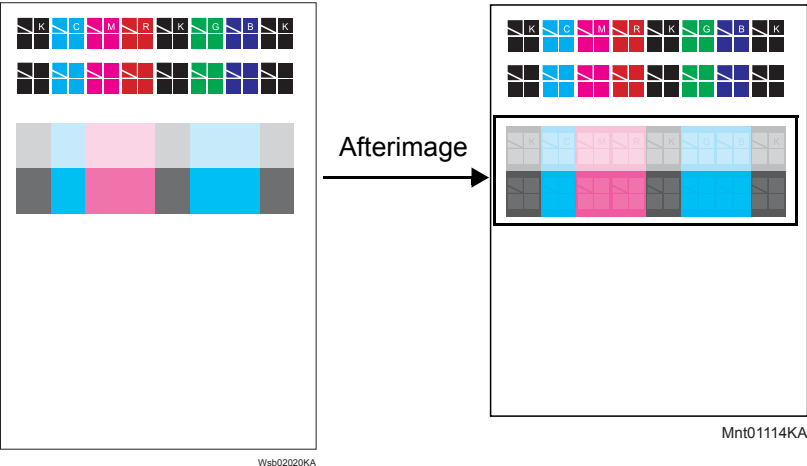 K C M R K G B K
K C M R K G B K
Afterimage
K C M R K G B K
Mnt01114KA
Wsb02020KA